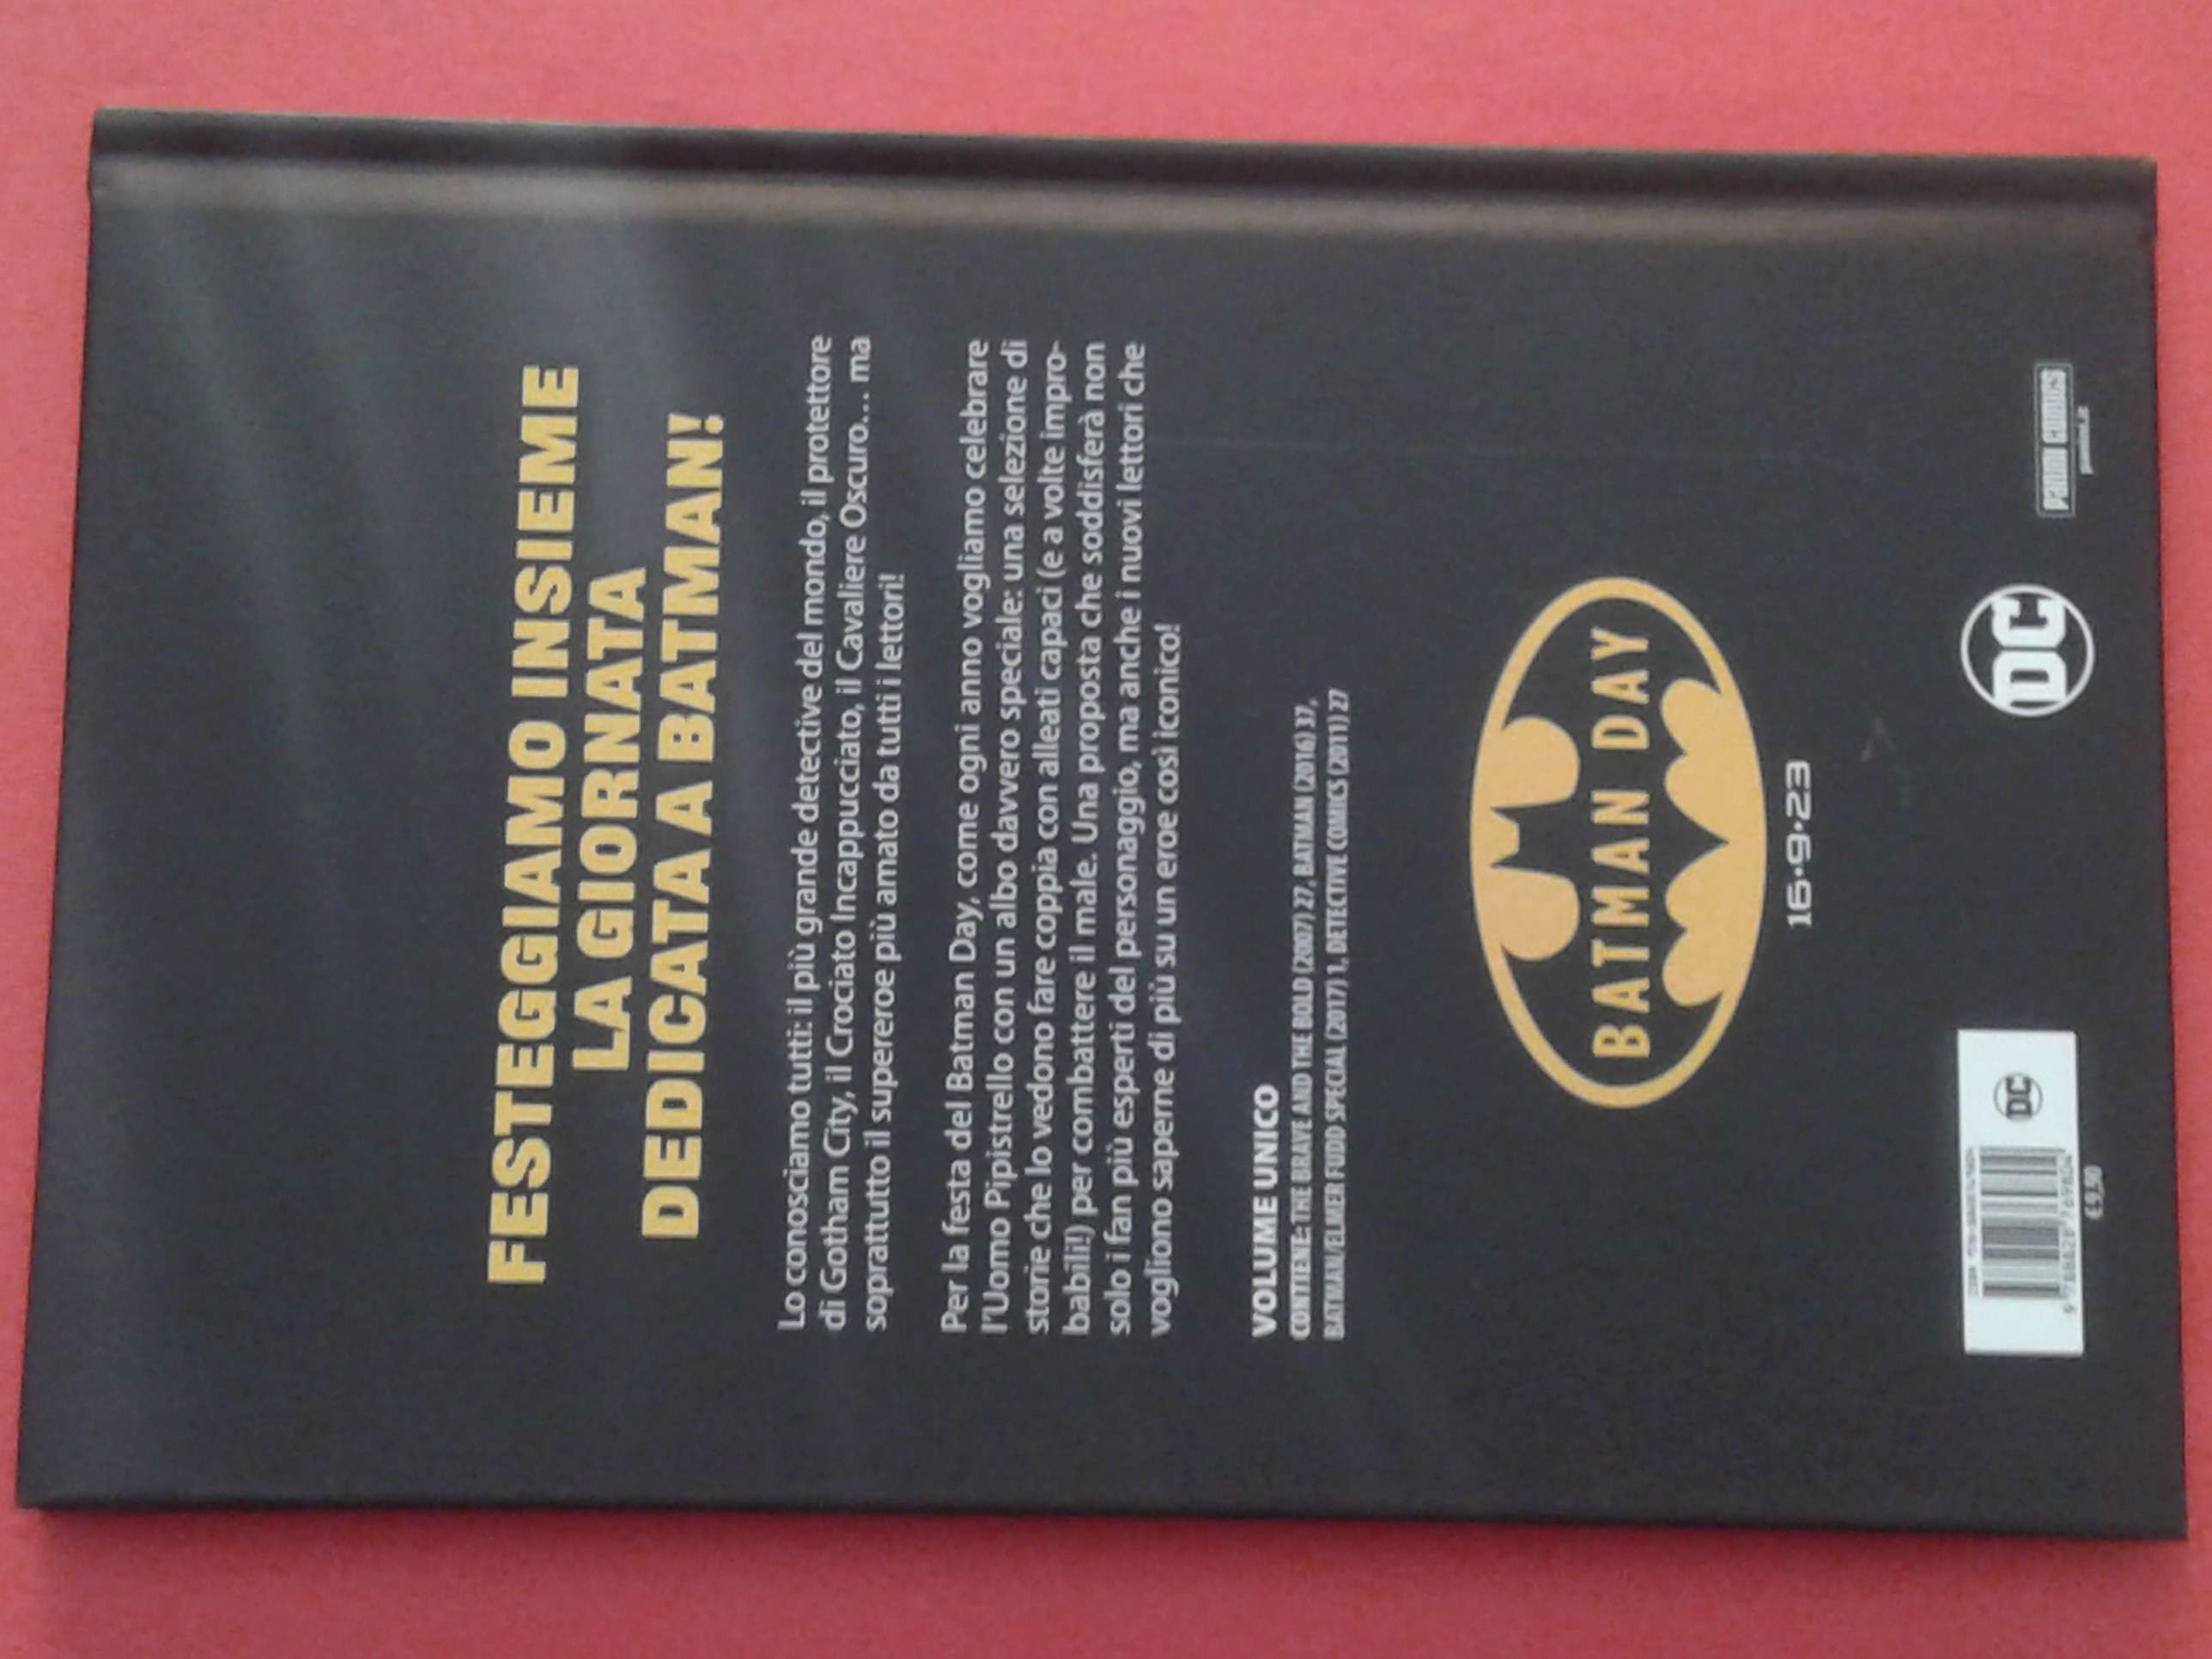 FESTEGGIAMO INSIEME
LA GIORNATA
DEDICATA A BATMAN!
Lo conosciamo tutti: il più grande detective del mondo, il protettore
di Gotham City, il Crociato Incappucciato, il Cavaliere Oscuro... ma
soprattutto il supereroe più amato da tutti i lettori!
Per la festa del Batman Day, come ogni anno vogliamo celebrare
l'Uomo Pipistrello con un albo davvero speciale: una selezione di
storie che lo vedono fare coppia con alleati capaci (e a volte impro-
babili!) per combattere il male. Una proposta che soddisferà non
solo i fan più esperti del personaggio, ma anche i nuovi lettori che
vogliono saperne di più su un eroe così iconico!
VOLUME UNICO
CONTIENE: THE BRAVE AND THE BOLD (2007) 27, BATMAN (2016) 37,
BATMAN/ELMER FUDD SPECIAL (2017) 1, DETECTIVE COMICS (2011) 27
BATMAN DAY
16•9•23
DC
DC
PANINI COMICS
panini.it
€ 9,90